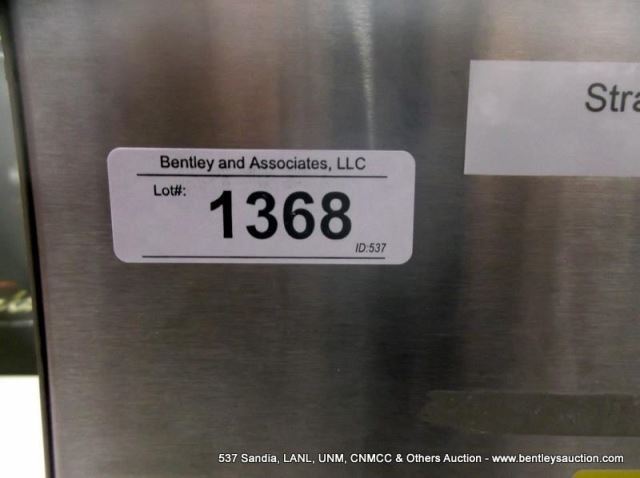 Stra
Bentley and Associates, LLC
Lot#:
1368
ID:537
537 Sandia, LANL, UNM, CNMCC & Others Auction - www.bentleysauction.com